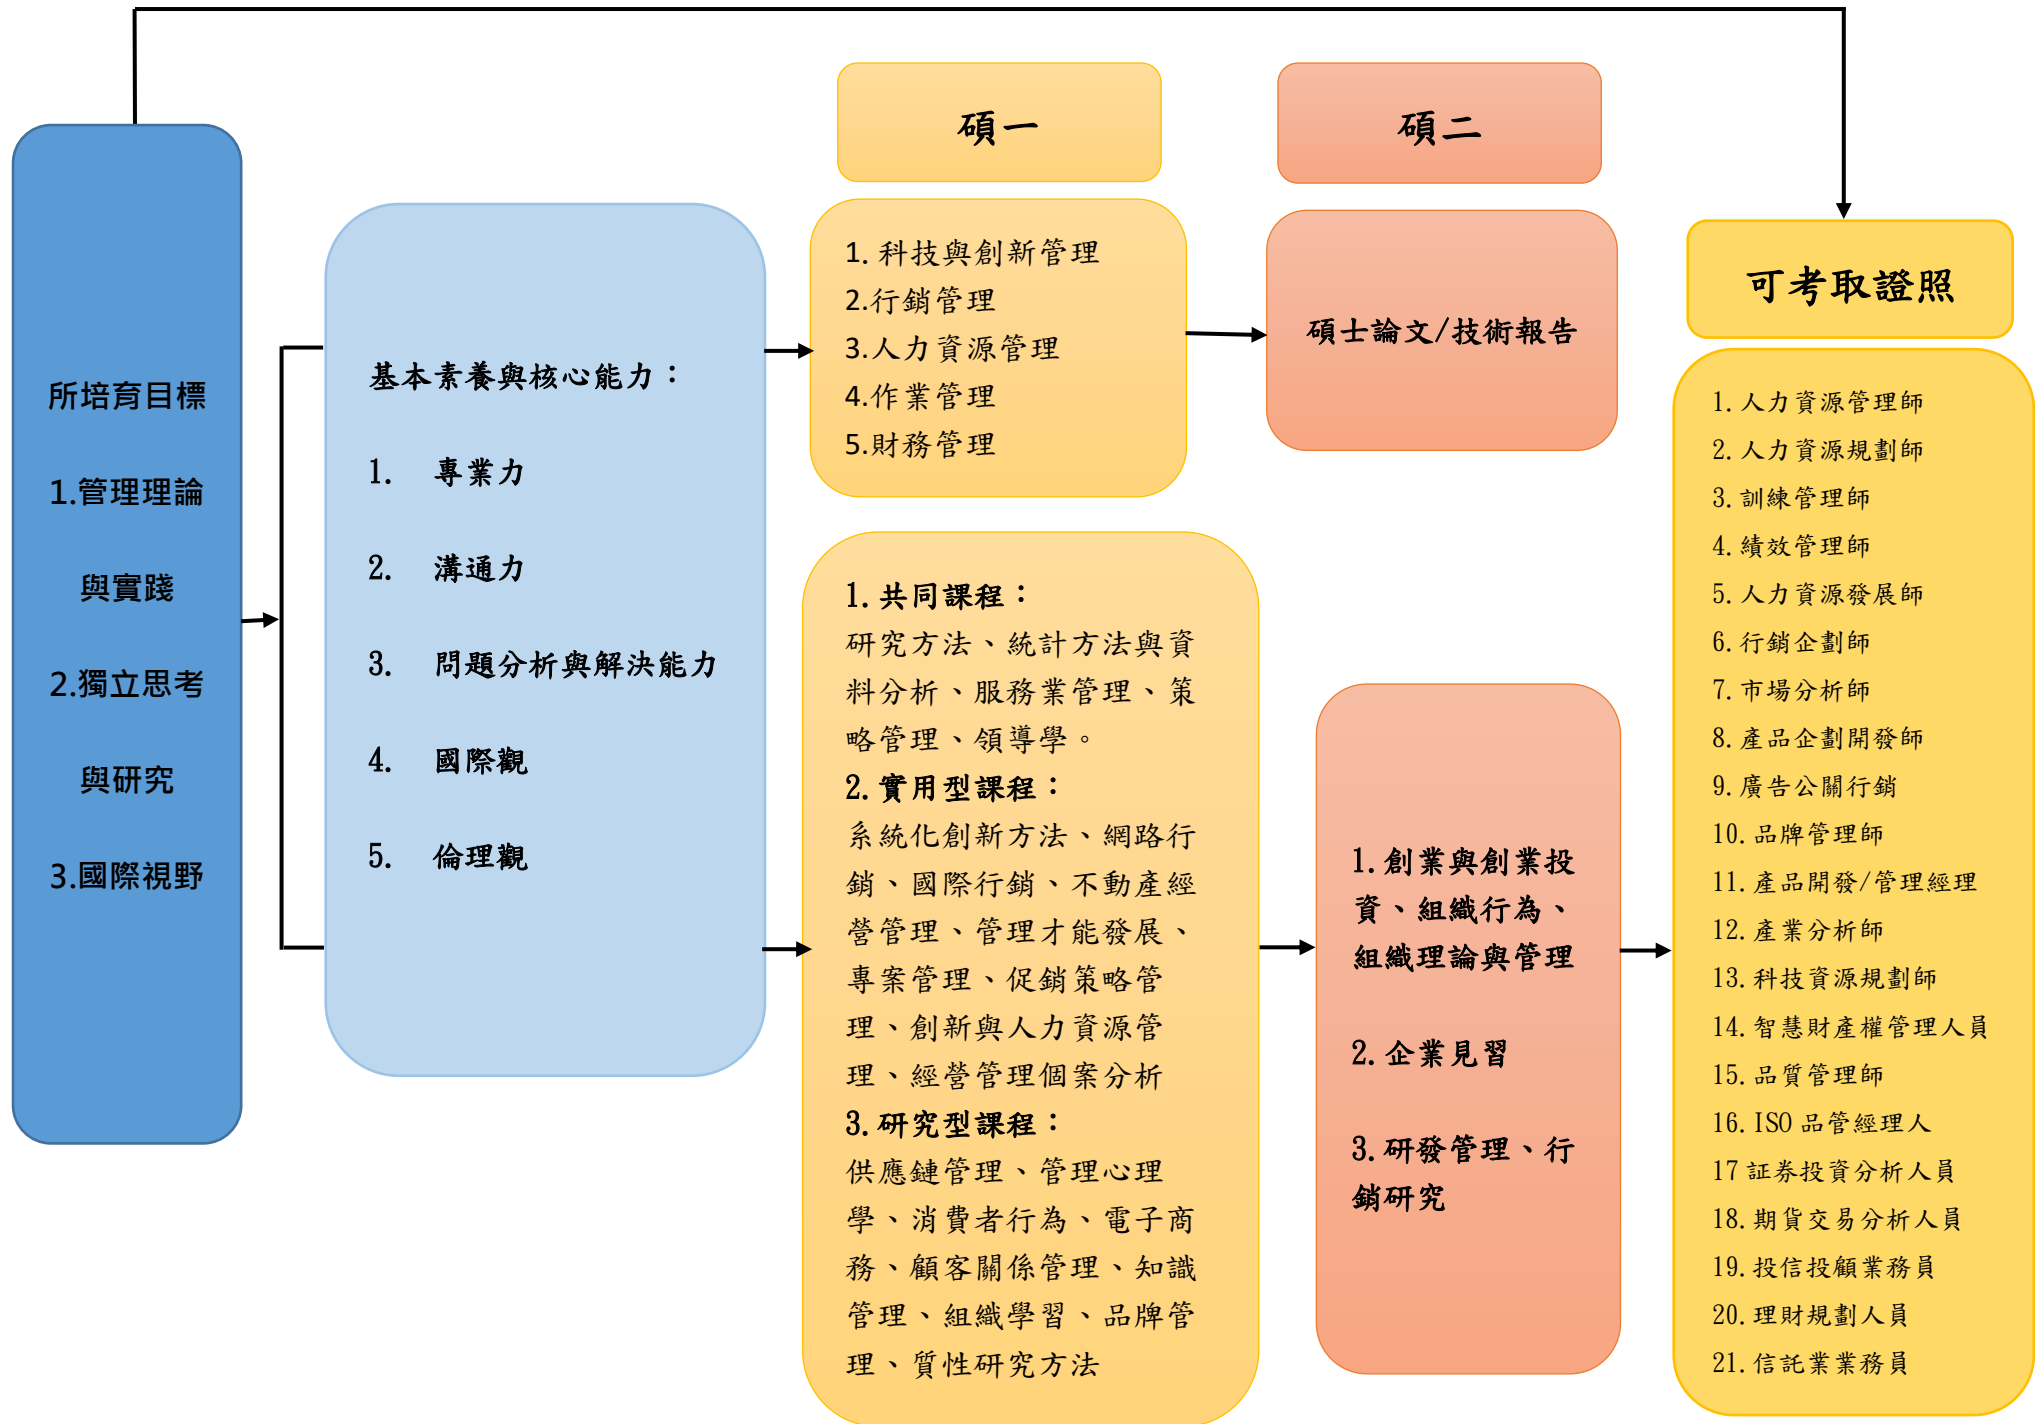 所培育目標
1.管理理論
與實踐
2.獨立思考
與研究
3.國際視野
基本素養與核心能力：
1. 專業力
2. 溝通力
3. 問題分析與解決能力
4. 國際觀
5. 倫理觀
碩一
1.科技與創新管理
2.行銷管理
3.人力資源管理
4.作業管理
5.財務管理
1.共同課程：
研究方法、統計方法與資
料分析、服務業管理、策
略管理、領導學。
2.實用型課程：
系統化創新方法、網路行
銷、國際行銷、不動產經
營管理、管理才能發展、
專案管理、促銷策略管
理、創新與人力資源管
理、經營管理個案分析
3.研究型課程：
供應鏈管理、管理心理
學、消費者行為、電子商
務、顧客關係管理、知識
管理、組織學習、品牌管
理、質性研究方法
碩二
碩士論文/技術報告
1.創業與創業投
資、組織行為、
組織理論與管理
2.企業見習
3.研發管理、行
銷研究
可考取證照
1.人力資源管理師
2.人力資源規劃師
3.訓練管理師
4.績效管理師
5.人力資源發展師
6.行銷企劃師
7.市場分析師
8.產品企劃開發師
9.廣告公關行銷
10.品牌管理師
11.產品開發/管理經理
12.產業分析師
13.科技資源規劃師
14.智慧財產權管理人員
15.品質管理師
16.ISO 品管經理人
17 証券投資分析人員
18.期貨交易分析人員
19.投信投顧業務員
20.理財規劃人員
21.信託業業務員